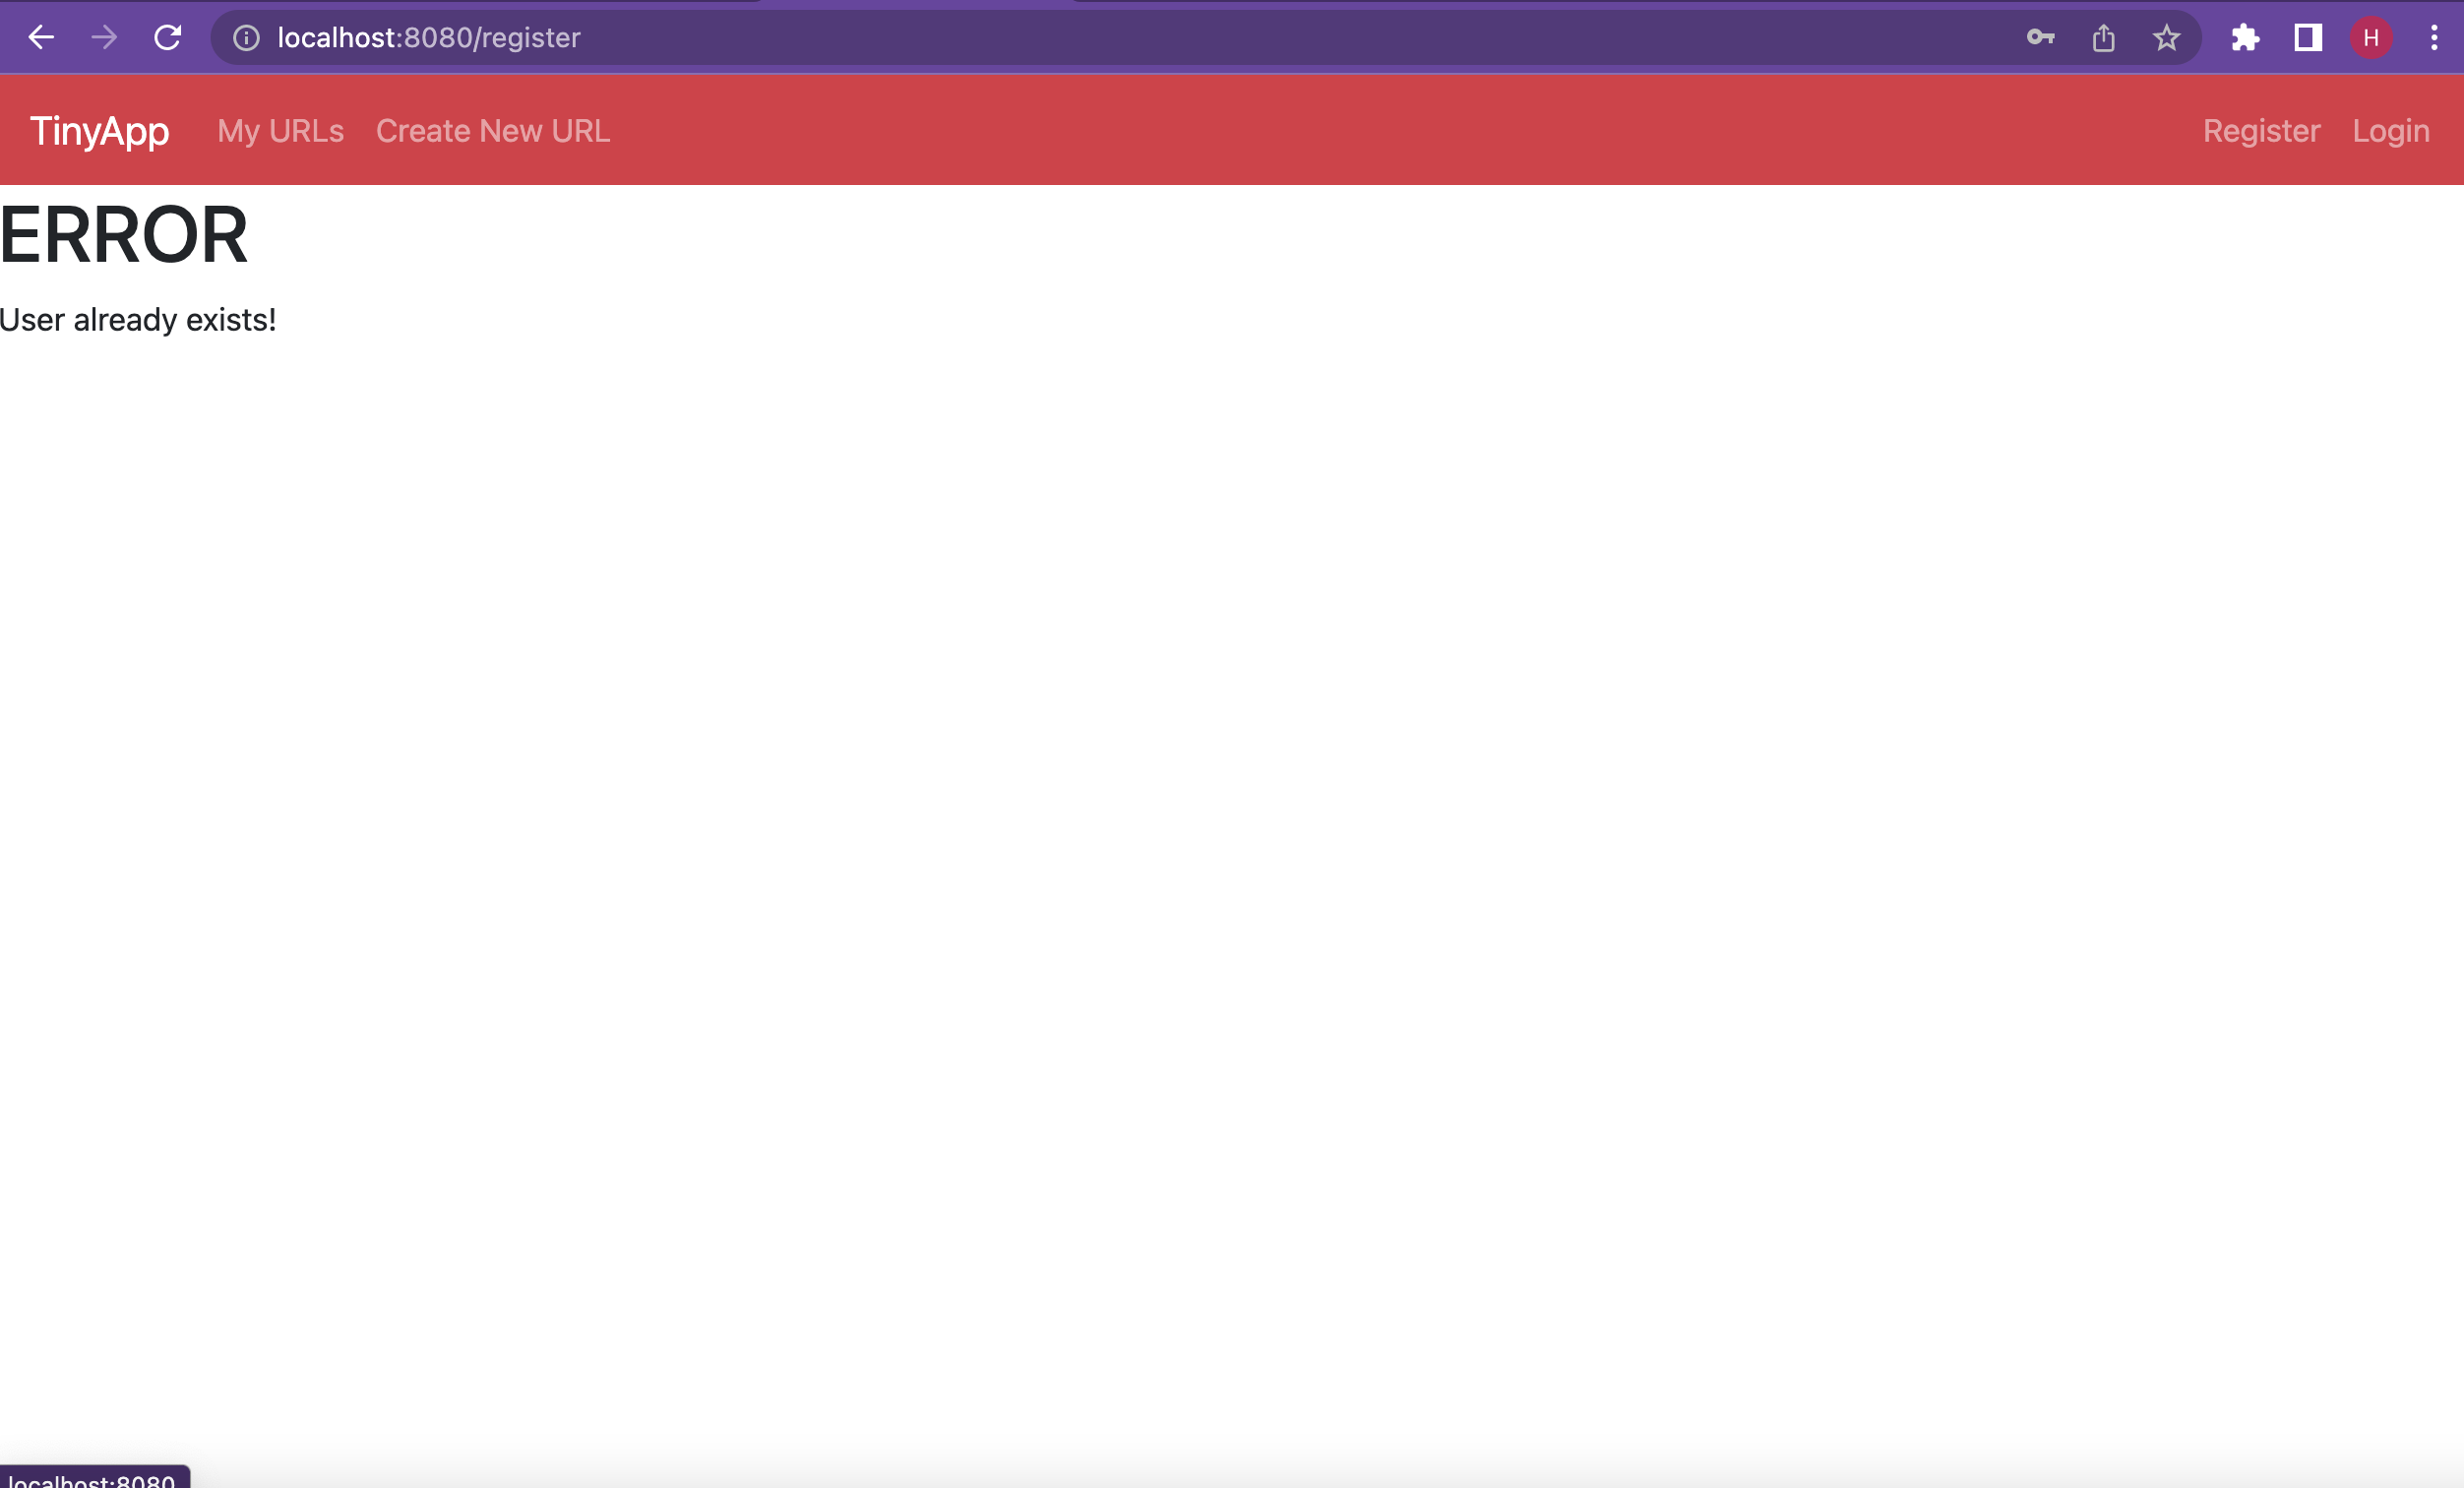 localhost:8080/register
H
TinyApp My URLs Create New URL Register Login
ERROR
User already exists!
localhost:8080